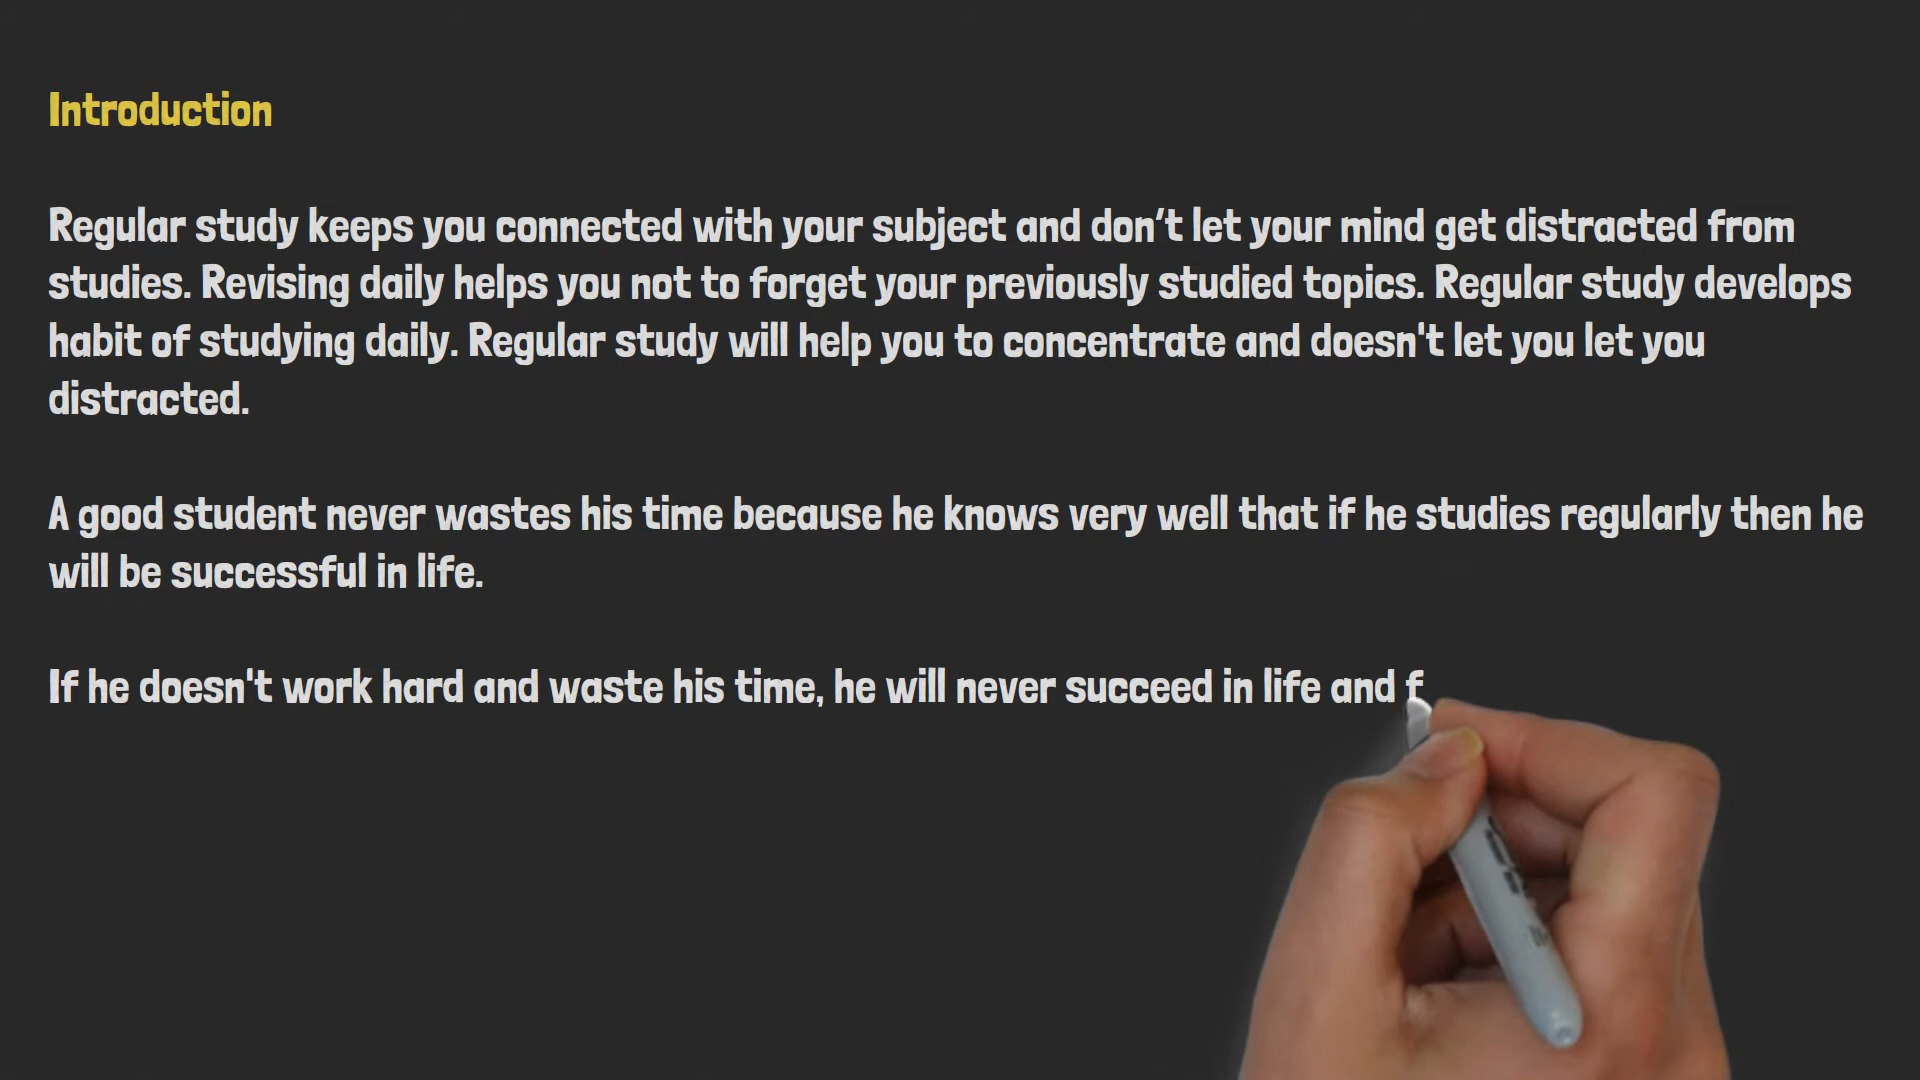 Introduction
Regular study keeps you connected with your subject and don’t let your mind get distracted from
studies. Revising daily helps you not to forget your previously studied topics. Regular study develops
habit of studying daily. Regular study will help you to concentrate and doesn't let you let you
distracted.
A good student never wastes his time because he knows very well that if he studies regularly then he
will be successful in life.
If he doesn't work hard and waste his time, he will never succeed in life and f